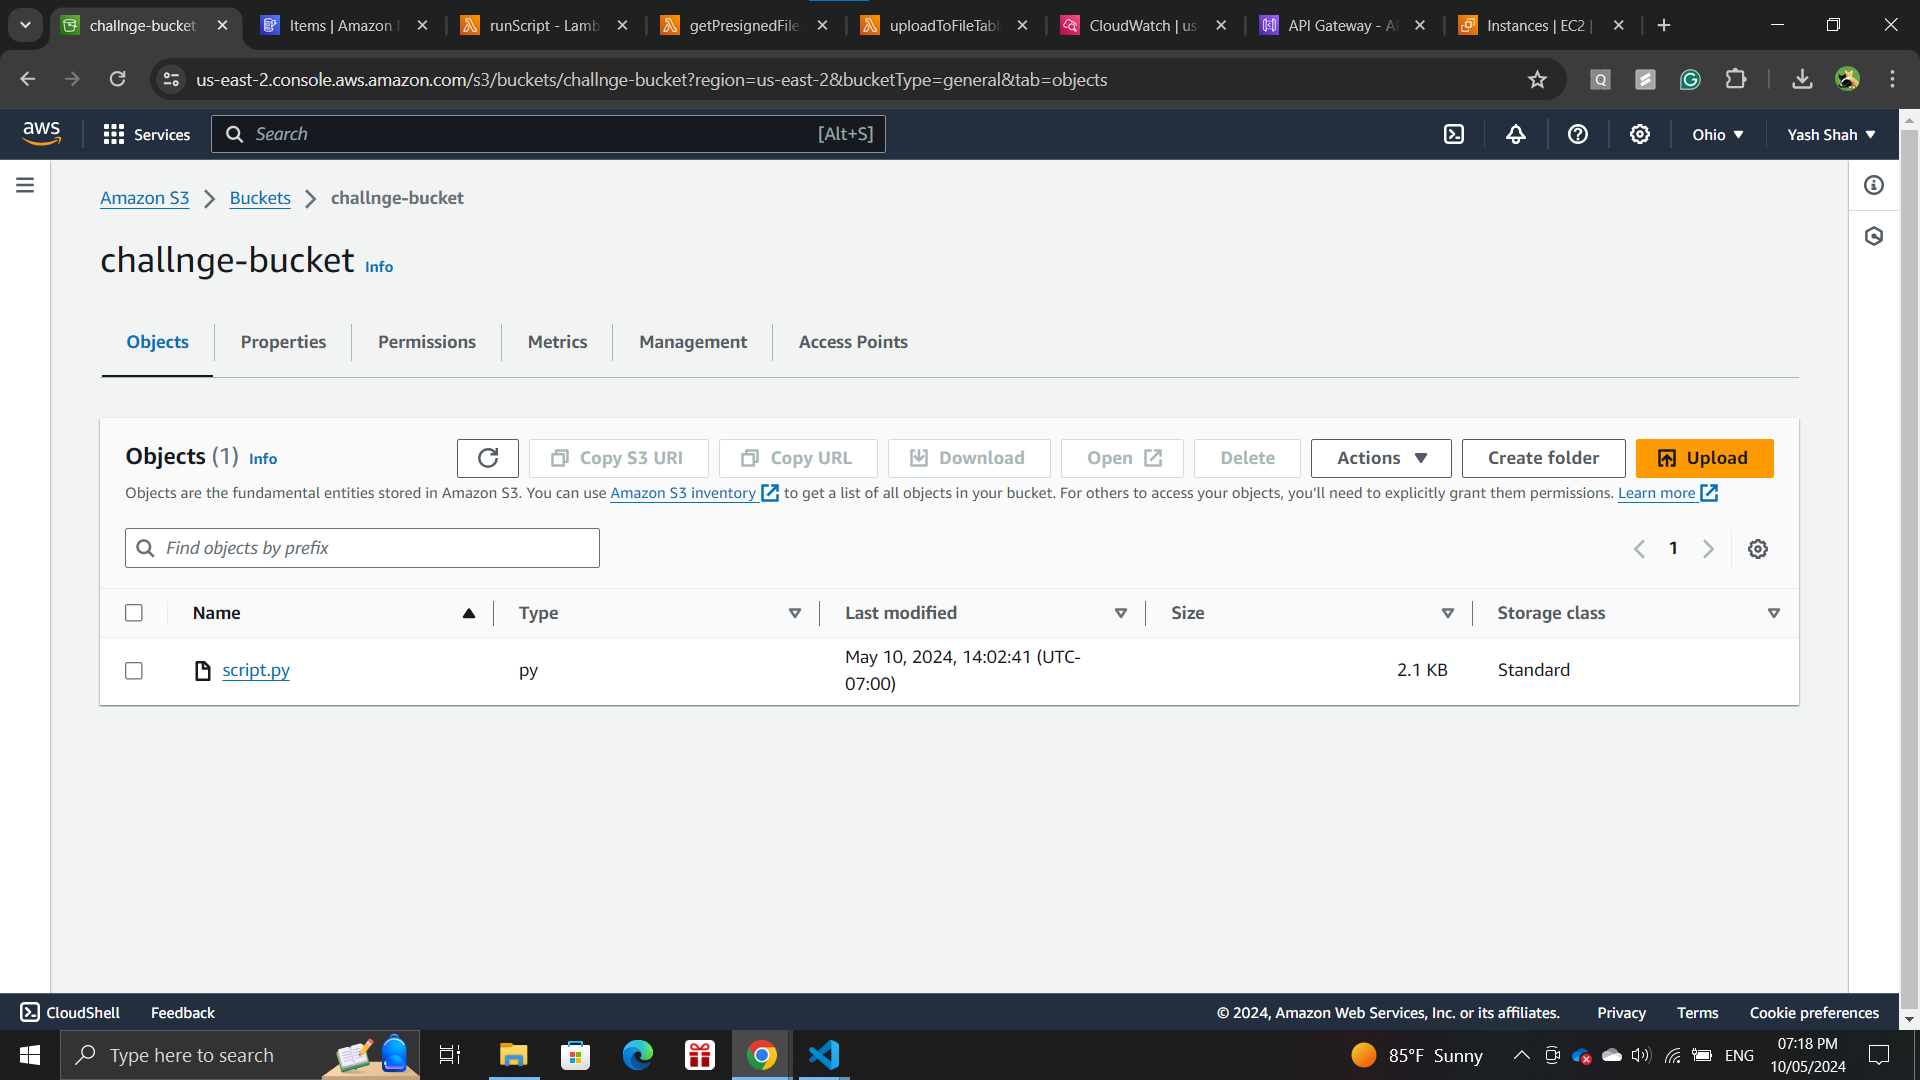 challnge-bucket
Items | Amazon D
runScript - Lamb
getPresignedFile
uploadToFileTabl
CloudWatch | us
API Gateway - A
Instances | EC2 |
us-east-2.console.aws.amazon.com/s3/buckets/challnge-bucket?region=us-east-2&bucketType=general&tab=objects
aws
Services
Search
[Alt+S]
Ohio
Yash Shah
Amazon S3
Buckets
challnge-bucket
challnge-bucket Info
Objects
Properties
Permissions
Metrics
Management
Access Points
Objects (1) Info
Copy S3 URI
Copy URL
Download
Open
Delete
Actions
Create folder
Upload
Objects are the fundamental entities stored in Amazon S3. You can use Amazon S3 inventory to get a list of all objects in your bucket. For others to access your objects, you'll need to explicitly grant them permissions. Learn more
Find objects by prefix
1
Name
Type
Last modified
Size
Storage class
script.py
py
May 10, 2024, 14:02:41 (UTC-
07:00)
2.1 KB
Standard
CloudShell
Feedback
© 2024, Amazon Web Services, Inc. or its affiliates.
Privacy
Terms
Cookie preferences
Type here to search
85°F Sunny
ENG
07:18 PM
10/05/2024